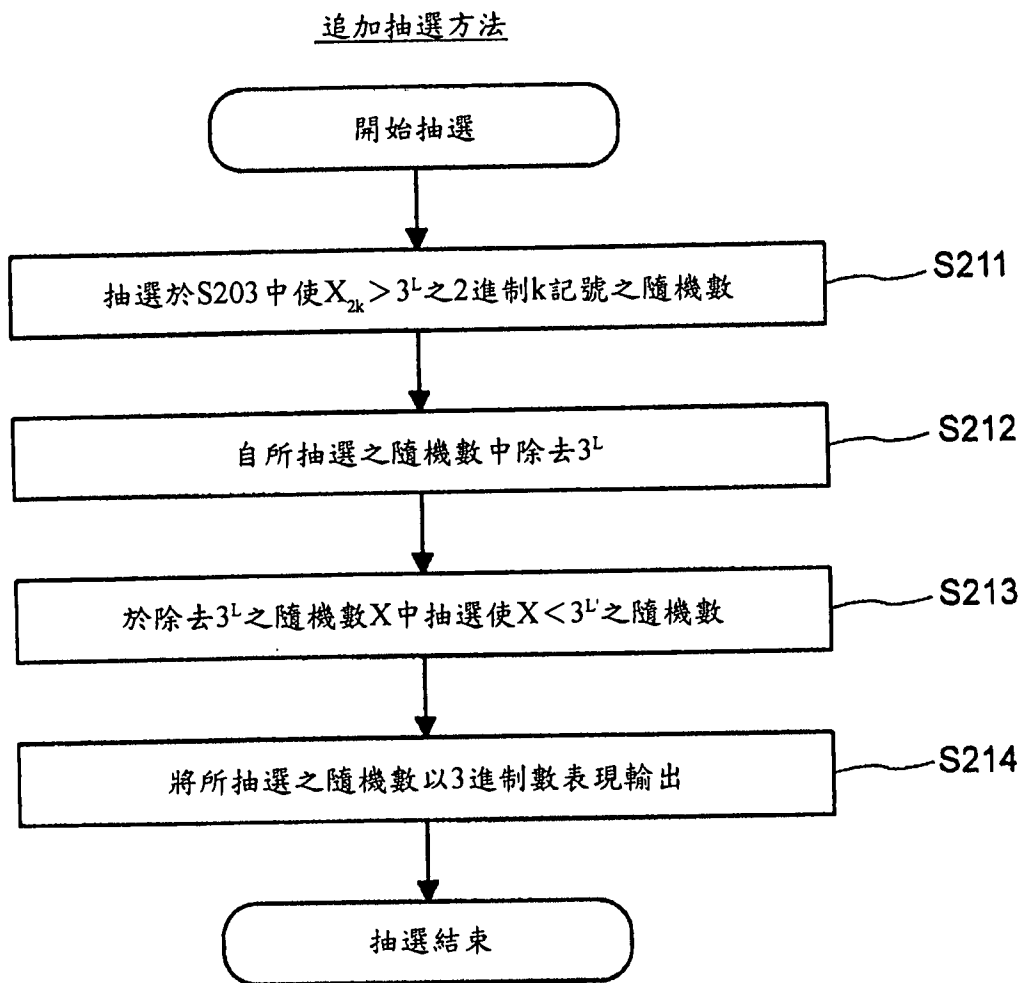 追加抽選方法
開始抽選
抽選於S203中使X₂ₖ＞3ᴸ之2進制k記號之隨機數
S211
自所抽選之隨機數中除去3ᴸ
S212
於除去3ᴸ之隨機數X中抽選使X＜3ᴸ'之隨機數
S213
將所抽選之隨機數以3進制數表現輸出
S214
抽選結束